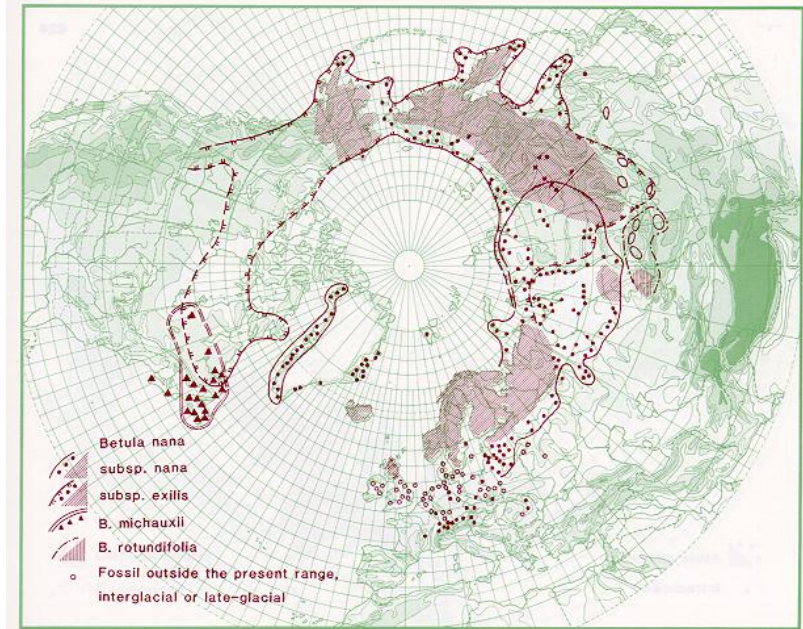 Betula nana
subsp. nana
subsp. exilis
B. michauxii
B. rotundifolia
Fossil outside the present range,
interglacial or late-glacial